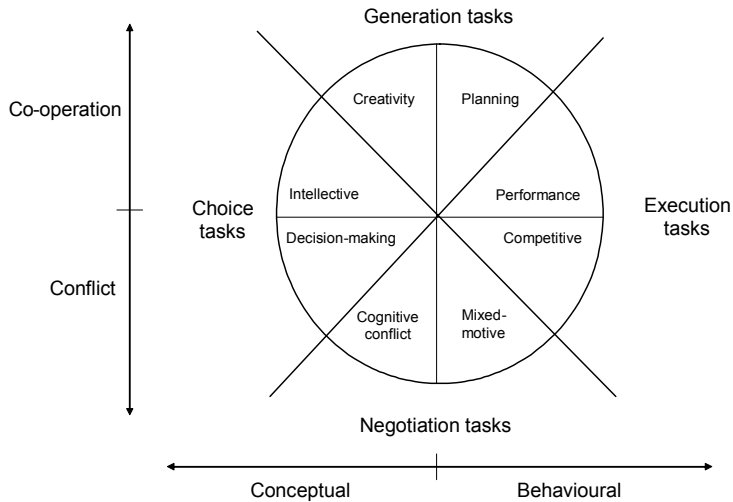 Generation tasks
Co-operation
Creativity
Planning
Intellective
Performance
Choice
tasks
Execution
tasks
Decision-making
Competitive
Conflict
Cognitive
conflict
Mixed-
motive
Negotiation tasks
Conceptual
Behavioural